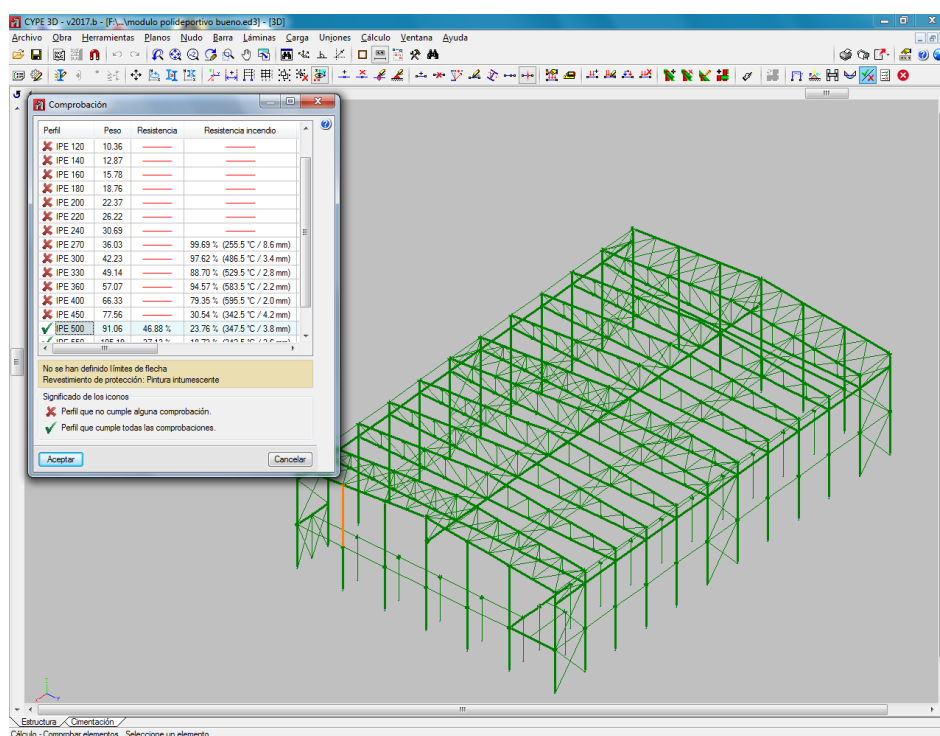 CYPE 3D - v2017.b - [F:\...\modulo polideportivo bueno.ed3] - [3D]
Archivo Obra Herramientas Planos Nudo Barra Láminas Carga Uniones Cálculo Ventana Ayuda
Comprobación
Perfil Peso Resistencia Resistencia incendio
IPE 120 10.36
IPE 140 12.87
IPE 160 15.78
IPE 180 18.76
IPE 200 22.37
IPE 220 26.22
IPE 240 30.69
IPE 270 36.03 99.69 % (255.5 °C / 8.6 mm)
IPE 300 42.23 97.62 % (486.5 °C / 3.4 mm)
IPE 330 49.14 88.70 % (529.5 °C / 2.8 mm)
IPE 360 57.07 94.57 % (583.5 °C / 2.2 mm)
IPE 400 66.33 79.35 % (595.5 °C / 2.0 mm)
IPE 450 77.56 30.54 % (342.5 °C / 4.2 mm)
IPE 500 91.06 46.88 % 23.76 % (347.5 °C / 3.8 mm)
No se han definido límites de flecha
Revestimiento de protección: Pintura intumescente
Significado de los iconos
Perfil que no cumple alguna comprobación.
Perfil que cumple todas las comprobaciones.
Aceptar Cancelar
Estructura Cimentación
Cálculo - Comprobar elementos Seleccione un elemento